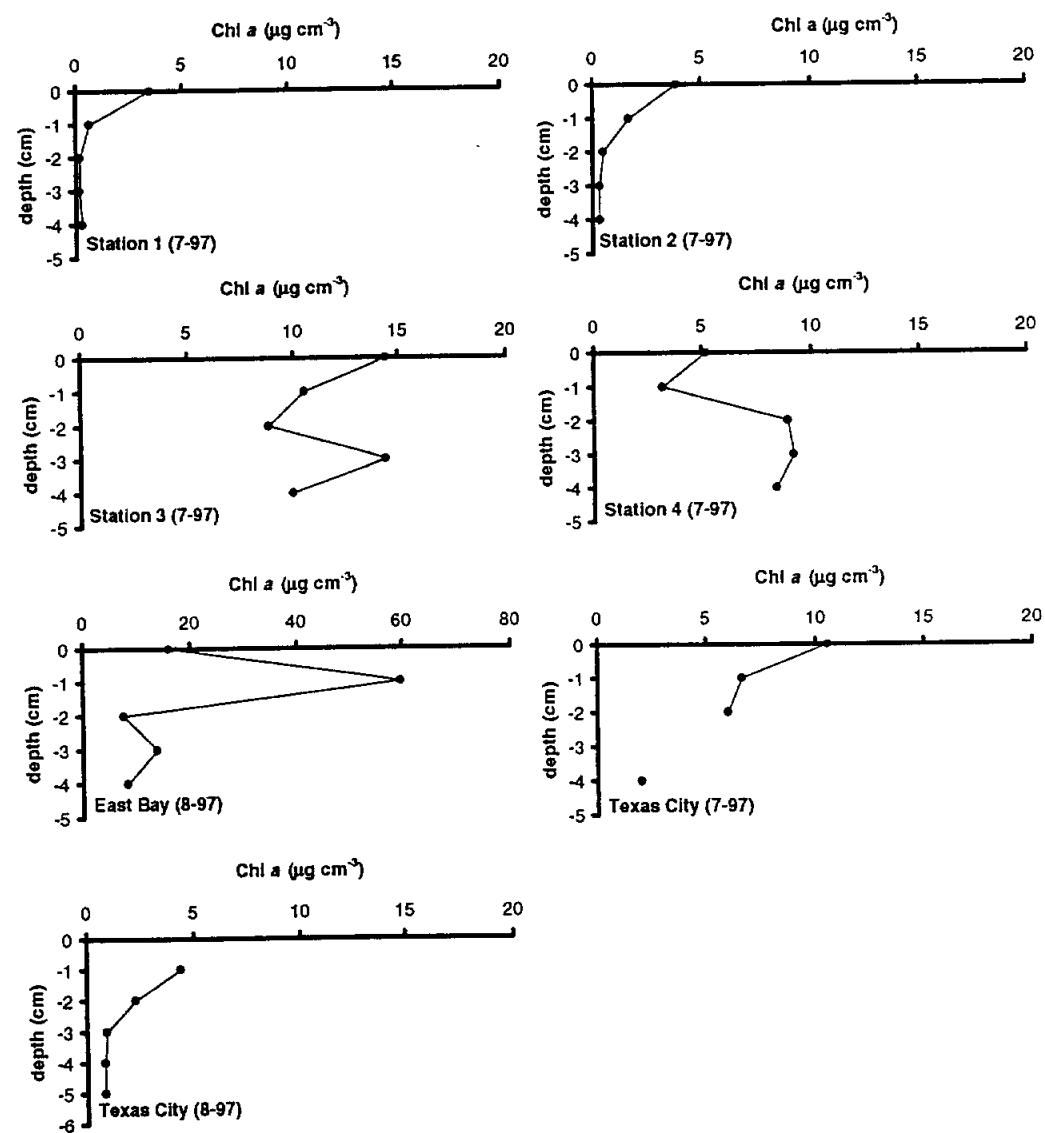 Chl a (µg cm-3)
0 5 10 15 20
0
-1
-2
-3
-4
-5
depth (cm)
Station 1 (7-97)
Chl a (µg cm-3)
0 5 10 15 20
0
-1
-2
-3
-4
-5
depth (cm)
Station 2 (7-97)
Chl a (µg cm-3)
0 5 10 15 20
0
-1
-2
-3
-4
-5
depth (cm)
Station 3 (7-97)
Chl a (µg cm-3)
0 5 10 15 20
0
-1
-2
-3
-4
-5
depth (cm)
Station 4 (7-97)
Chl a (µg cm-3)
0 20 40 60 80
0
-1
-2
-3
-4
-5
depth (cm)
East Bay (8-97)
Chl a (µg cm-3)
0 5 10 15 20
0
-1
-2
-3
-4
-5
depth (cm)
Texas City (7-97)
Chl a (µg cm-3)
0 5 10 15 20
0
-1
-2
-3
-4
-5
-6
depth (cm)
Texas City (8-97)